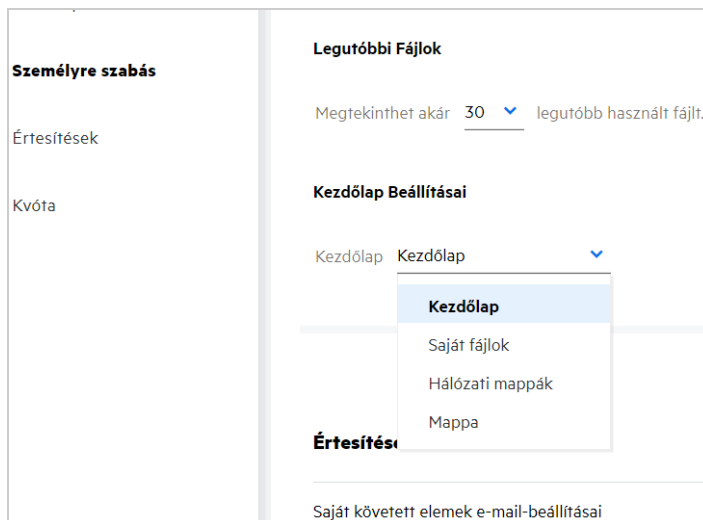 Személyre szabás
Értesítések
Kvóta
Legutóbbi Fájlok
Megtekinthet akár 30 legutóbb használt fájlt.
Kezdőlap Beállításai
Kezdőlap Kezdőlap
Kezdőlap
Saját fájlok
Hálózati mappák
Mappa
Saját követett elemek e-mail-beállításai